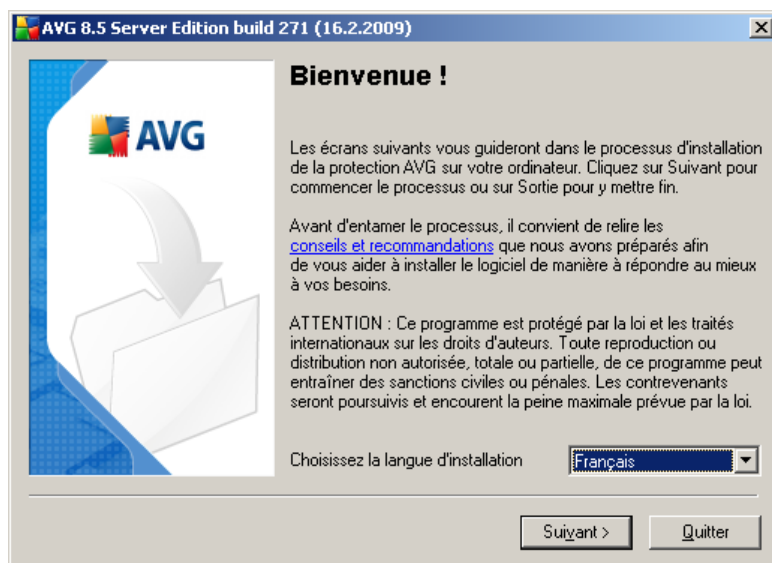 AVG 8.5 Server Edition build 271 (16.2.2009)
AVG
Bienvenue !
Les écrans suivants vous guideront dans le processus d'installation
de la protection AVG sur votre ordinateur. Cliquez sur Suivant pour
commencer le processus ou sur Sortie pour y mettre fin.
Avant d'entamer le processus, il convient de relire les
conseils et recommandations que nous avons préparés afin
de vous aider à installer le logiciel de manière à répondre au mieux
à vos besoins.
ATTENTION : Ce programme est protégé par la loi et les traités
internationaux sur les droits d'auteurs. Toute reproduction ou
distribution non autorisée, totale ou partielle, de ce programme peut
entraîner des sanctions civiles ou pénales. Les contrevenants
seront poursuivis et encourent la peine maximale prévue par la loi.
Choisissez la langue d'installation
Français
Suivant >
Quitter